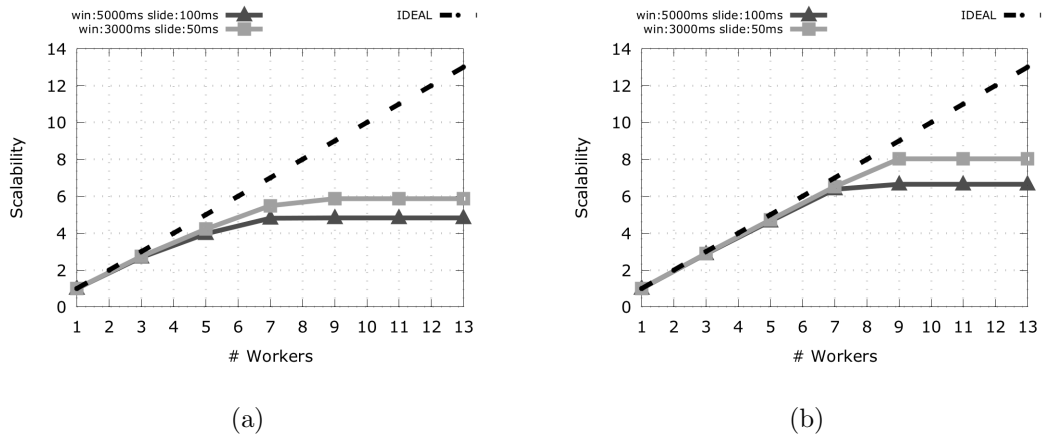 win:5000ms slide:100ms
win:3000ms slide:50ms
IDEAL
14
12
10
8
6
4
2
0
Scalability
1 2 3 4 5 6 7 8 9 10 11 12 13
# Workers
(a)
win:5000ms slide:100ms
win:3000ms slide:50ms
IDEAL
14
12
10
8
6
4
2
0
Scalability
1 2 3 4 5 6 7 8 9 10 11 12 13
# Workers
(b)